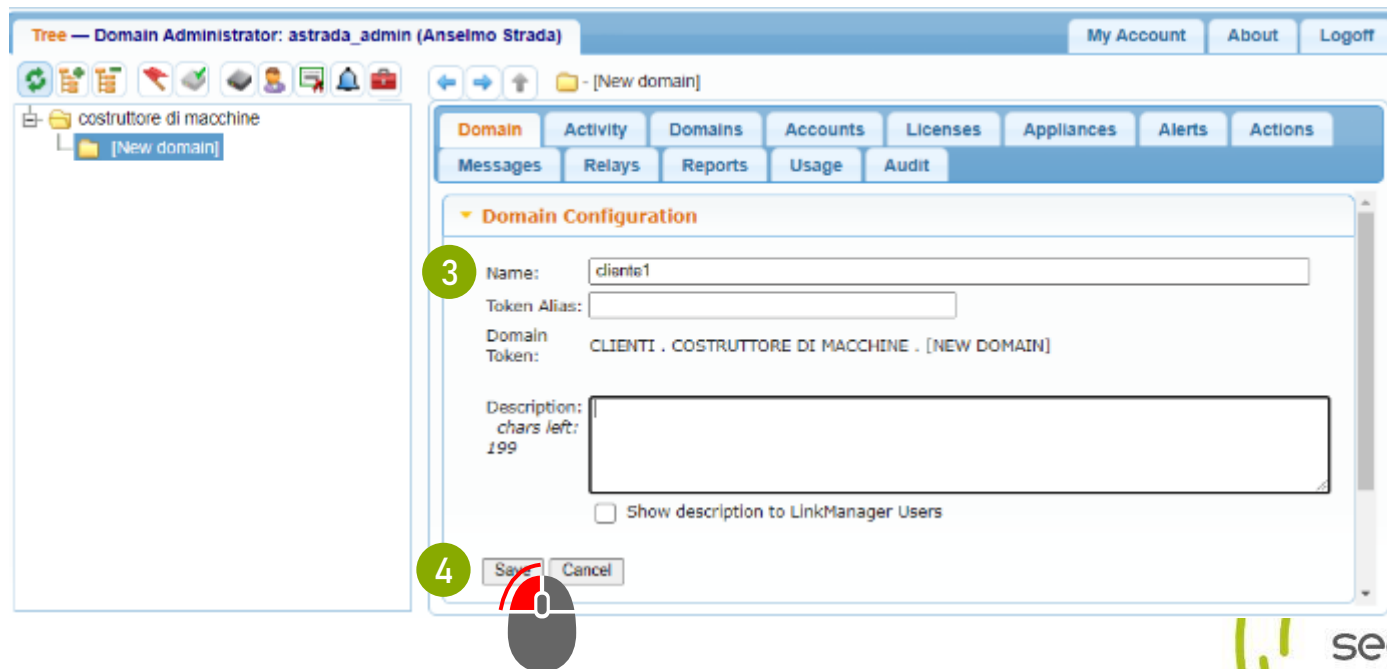 Tree — Domain Administrator: astrada_admin (Anselmo Strada)
My Account About Logoff
- [New domain]
costruttore di macchine
[New domain]
Domain Activity Domains Accounts Licenses Appliances Alerts Actions
Messages Relays Reports Usage Audit
Domain Configuration
3 Name: cliente1
Token Alias:
Domain Token: CLIENTI . COSTRUTTORE DI MACCHINE . [NEW DOMAIN]
Description:
chars left:
199
Show description to LinkManager Users
4 Save Cancel